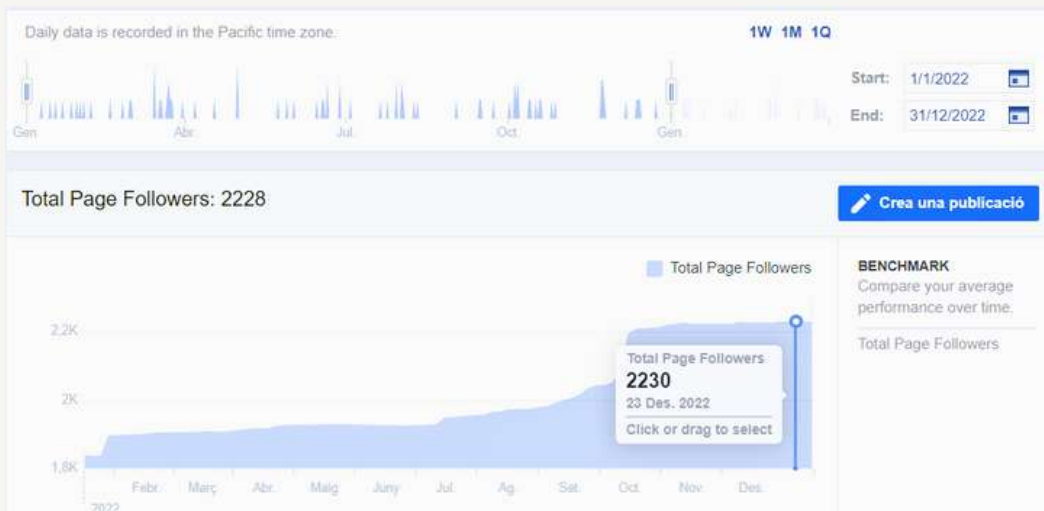 Daily data is recorded in the Pacific time zone.
1W 1M 1Q
Start: 1/1/2022
End: 31/12/2022
Gen Abr. Jul. Oct. Gen
Total Page Followers: 2228
Crea una publicació
Total Page Followers
BENCHMARK
Compare your average
performance over time.
Total Page Followers
2,2K
2K
1,8K
Total Page Followers
2230
23 Des. 2022
Click or drag to select
Febr. Març Abr. Maig Juny Jul. Ag. Set. Oct. Nov. Des.
2022